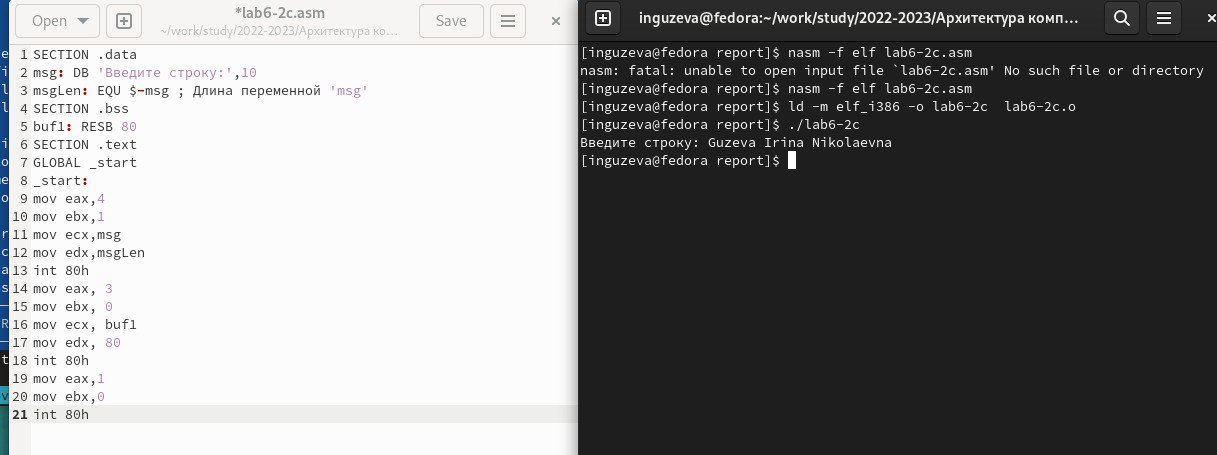 Open
*lab6-2c.asm
~/work/study/2022-2023/Архитектура ком…
Save
1 SECTION .data
2 msg: DB 'Введите строку:',10
3 msgLen: EQU $-msg ; Длина переменной 'msg'
4 SECTION .bss
5 buf1: RESB 80
6 SECTION .text
7 GLOBAL _start
8 _start:
9 mov eax,4
10 mov ebx,1
11 mov ecx,msg
12 mov edx,msgLen
13 int 80h
14 mov eax, 3
15 mov ebx, 0
16 mov ecx, buf1
17 mov edx, 80
18 int 80h
19 mov eax,1
20 mov ebx,0
21 int 80h
inguzeva@fedora:~/work/study/2022-2023/Архитектура комп…
[inguzeva@fedora report]$ nasm -f elf lab6-2c.asm
nasm: fatal: unable to open input file `lab6-2c.asm' No such file or directory
[inguzeva@fedora report]$ nasm -f elf lab6-2c.asm
[inguzeva@fedora report]$ ld -m elf_i386 -o lab6-2c  lab6-2c.o
[inguzeva@fedora report]$ ./lab6-2c
Введите строку: Guzeva Irina Nikolaevna
[inguzeva@fedora report]$